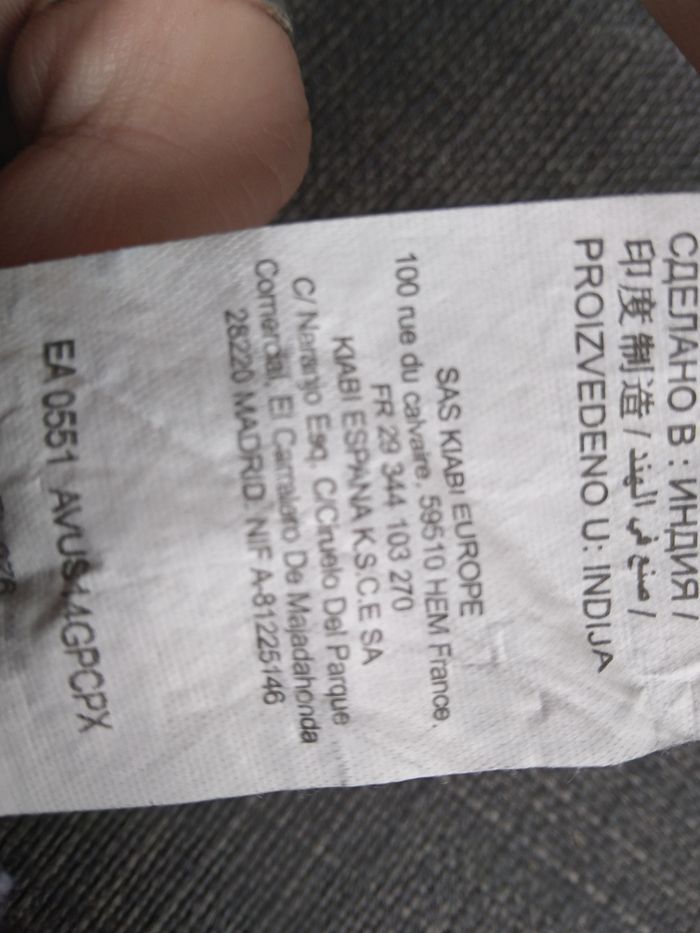 СДЕЛАНО В : ИНДИЯ /
印度 制造 / صنع في الهند /
PROIZVEDENO U: INDIJA
SAS KIABI EUROPE
100 rue du calvaire, 59510 HEM France,
FR 29 344 103 270
KIABI ESPANA K.S.C.E SA
C/ Naranjo Esq. C/Ciruelo Del Parque
Comercial, El Carralero De Majadahonda
28220 MADRID. NIF A-81225146
EA 0551